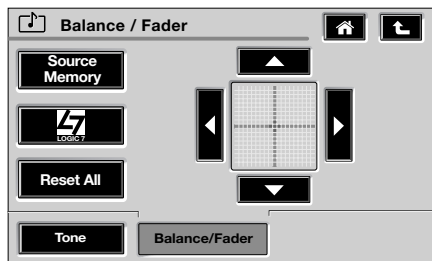 Balance / Fader
Source
Memory
LOGIC 7
Reset All
Tone
Balance/Fader